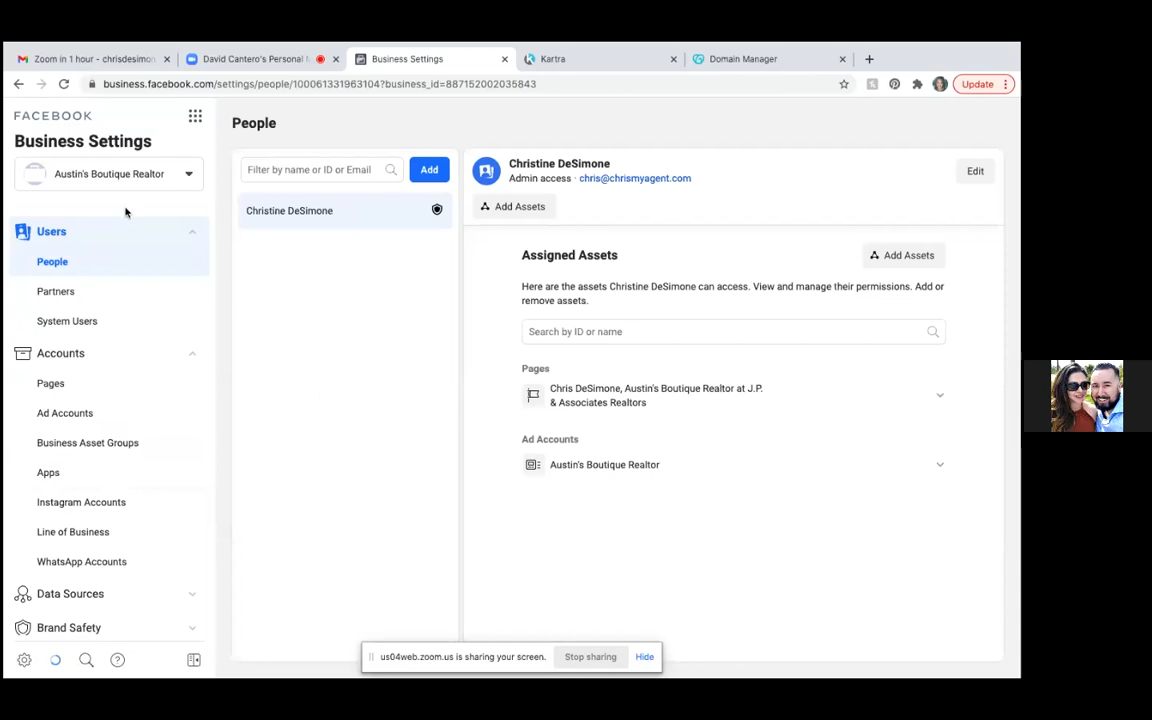 Zoom in 1 hour - chrisdesimon
David Cantero's Personal
Business Settings
Kartra
Domain Manager
business.facebook.com/settings/people/100061331963104?business_id=887152002035843
Update
FACEBOOK
Business Settings
Austin's Boutique Realtor
Users
People
Partners
System Users
Accounts
Pages
Ad Accounts
Business Asset Groups
Apps
Instagram Accounts
Line of Business
WhatsApp Accounts
Data Sources
Brand Safety
People
Filter by name or ID or Email
Add
Christine DeSimone
Christine DeSimone
Admin access · chris@chrismyagent.com
Edit
Add Assets
Assigned Assets
Add Assets
Here are the assets Christine DeSimone can access. View and manage their permissions. Add or
remove assets.
Search by ID or name
Pages
Chris DeSimone, Austin's Boutique Realtor at J.P.
& Associates Realtors
Ad Accounts
Austin's Boutique Realtor
us04web.zoom.us is sharing your screen.
Stop sharing
Hide